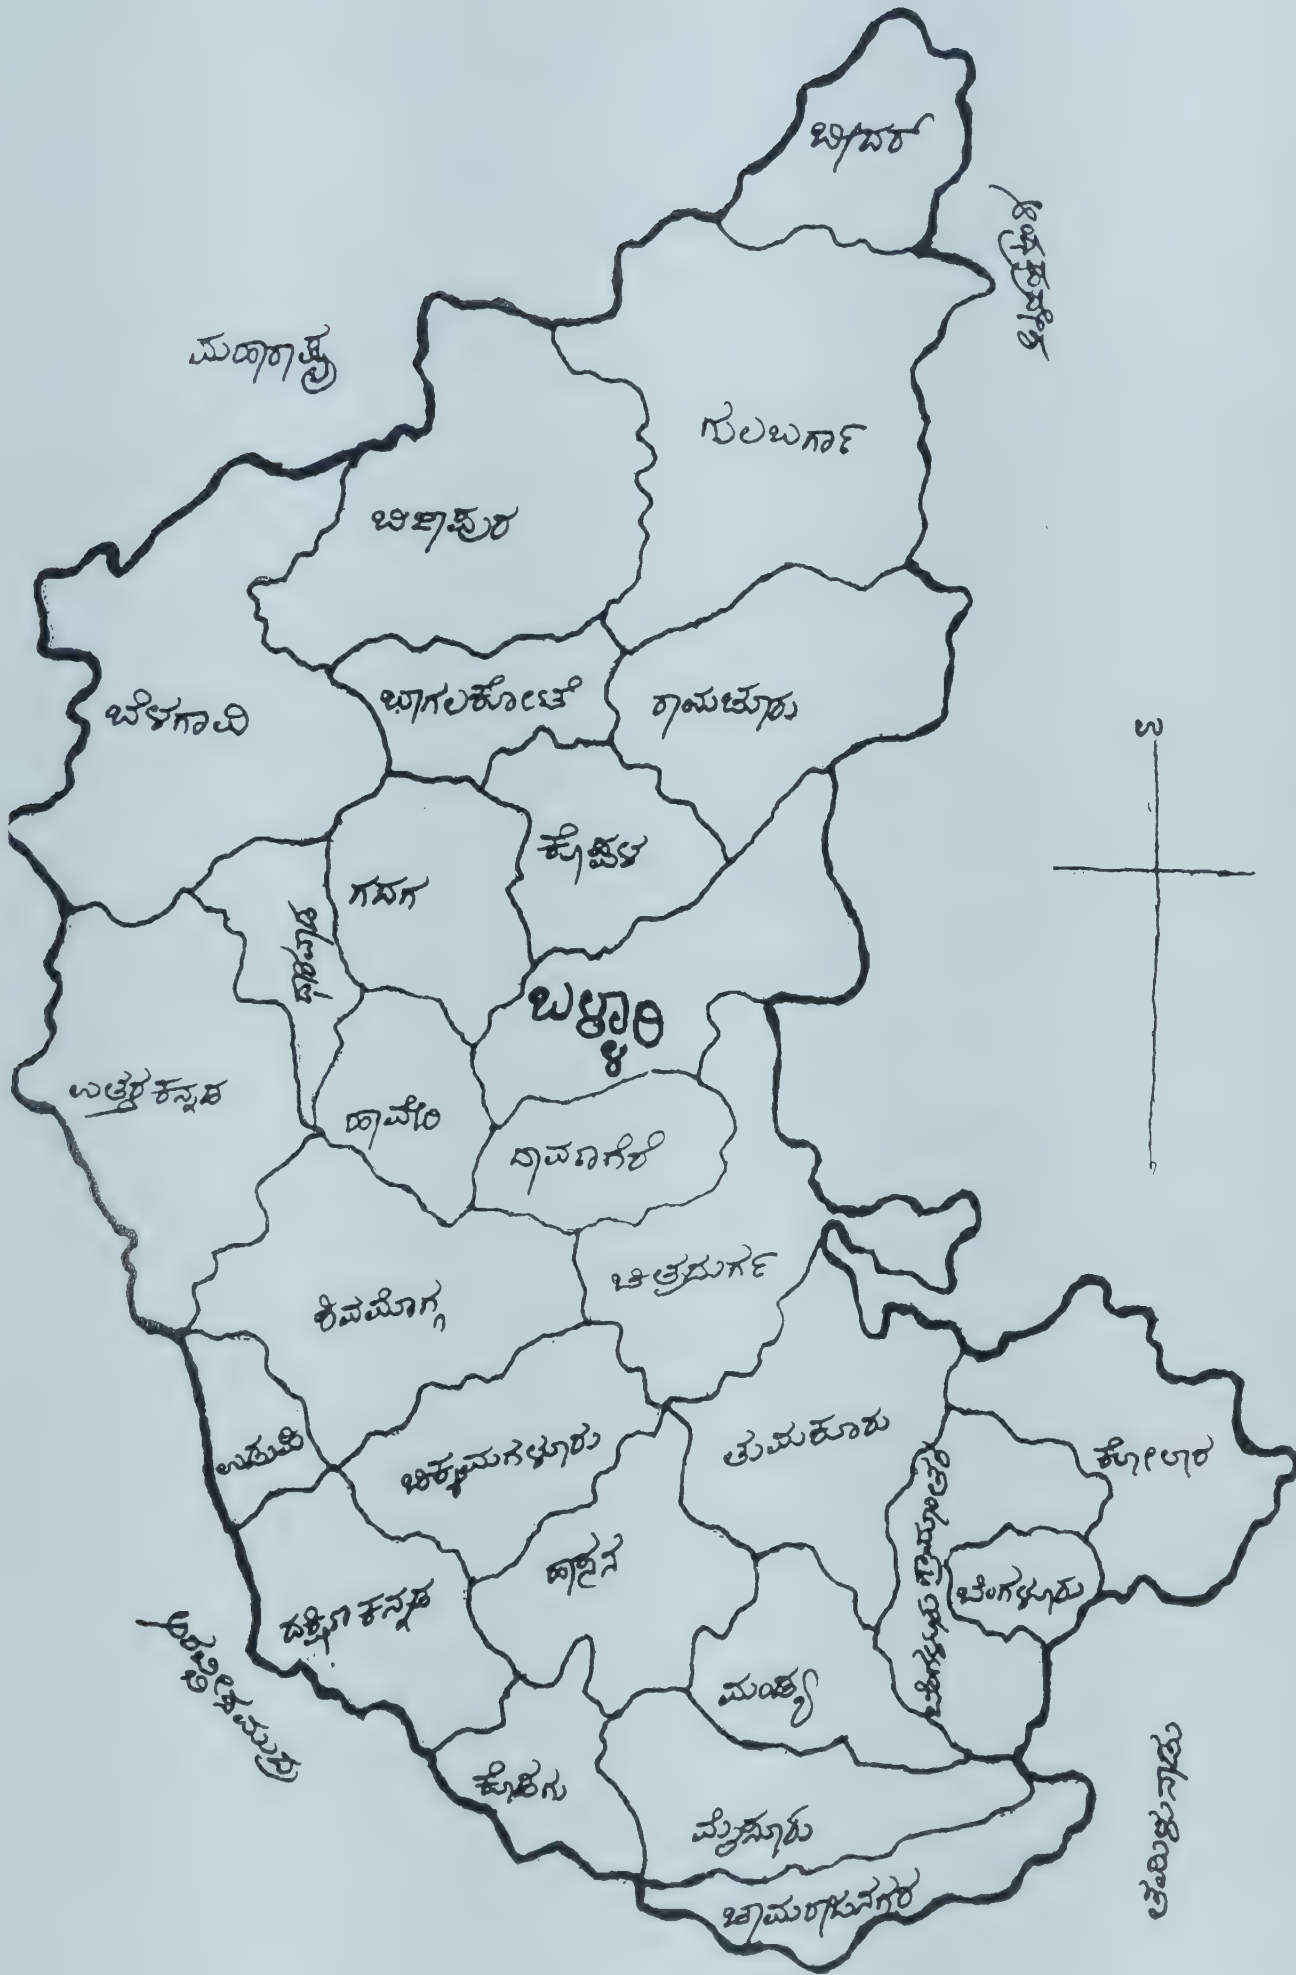 ಬೀದರ್
ಆಂಧ್ರಪ್ರದೇಶ
ಮಹಾರಾಷ್ಟ್ರ
ಗುಲಬರ್ಗಾ
ಬಿಜಾಪುರ
ಬೆಳಗಾವಿ
ಬಾಗಲಕೋಟೆ
ರಾಯಚೂರು
ಉ
ಕೊಪ್ಪಳ
ಗದಗ
ಧಾರವಾಡ
ಬಳ್ಳಾರಿ
ಉತ್ತರ ಕನ್ನಡ
ಹಾವೇರಿ
ದಾವಣಗೆರೆ
ಚಿತ್ರದುರ್ಗ
ಶಿವಮೊಗ್ಗ
ಉಡುಪಿ
ಚಿಕ್ಕಮಗಳೂರು
ತುಮಕೂರು
ಕೋಲಾರ
ಬೆಂಗಳೂರು ಗ್ರಾಮಾಂತರ
ಬೆಂಗಳೂರು
ಹಾಸನ
ದಕ್ಷಿಣ ಕನ್ನಡ
ಅರಬ್ಬೀಸಮುದ್ರ
ಮಂಡ್ಯ
ಕೊಡಗು
ಮೈಸೂರು
ಚಾಮರಾಜನಗರ
ತಮಿಳುನಾಡು